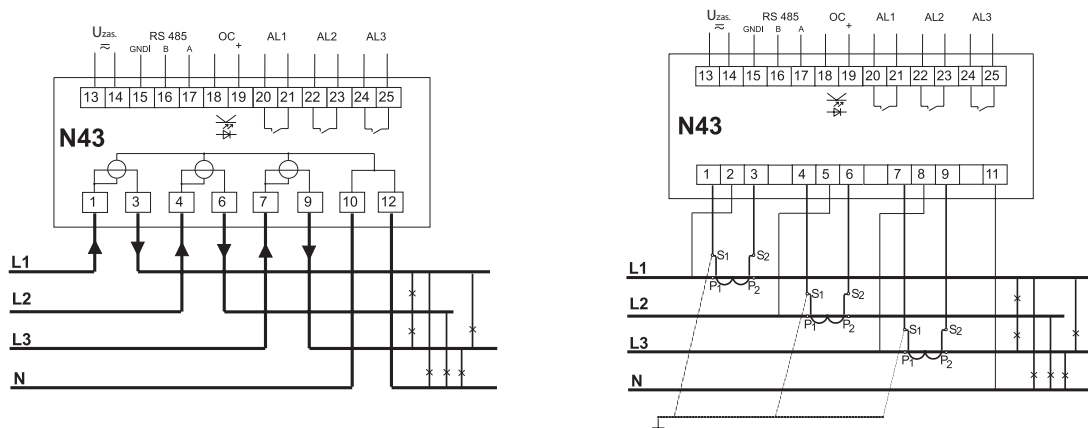 Uzas. RS 485 OC AL1 AL2 AL3
≂ GNDI B A +
13 14 15 16 17 18 19 20 21 22 23 24 25
N43
1 3 4 6 7 9 10 12
L1
L2
L3
N
Uzas. RS 485 OC AL1 AL2 AL3
≂ GNDI B A +
13 14 15 16 17 18 19 20 21 22 23 24 25
N43
1 2 3 4 5 6 7 8 9 11
S1 S2
L1
P1 P2
S1 S2
L2
P1 P2
S1 S2
L3
P1 P2
N